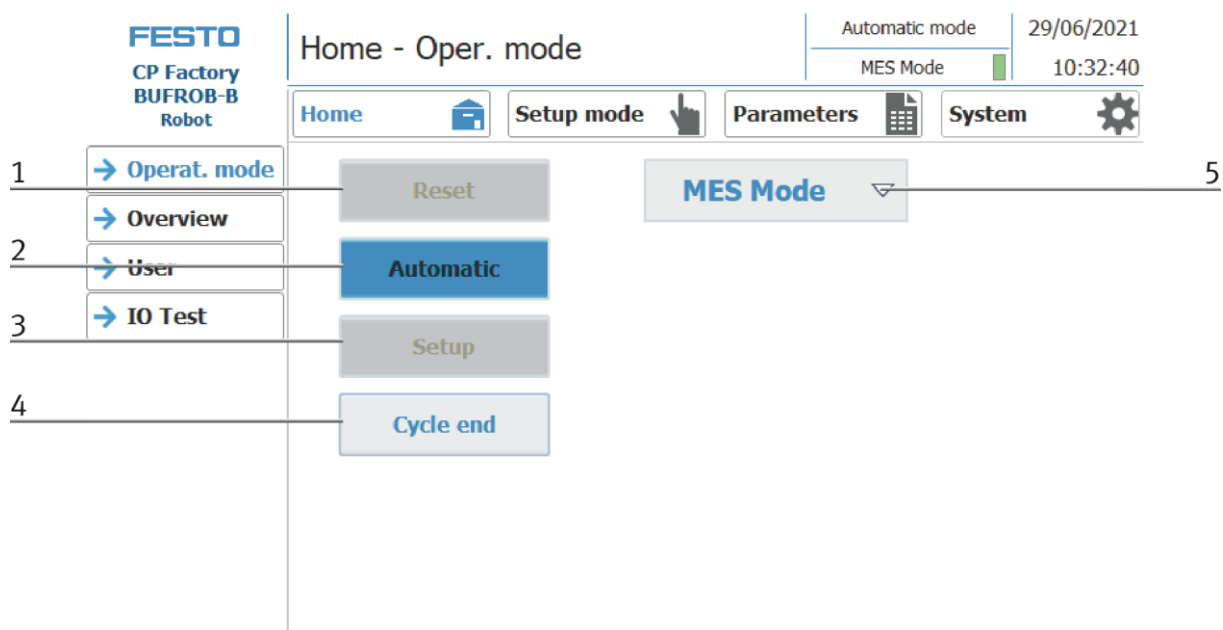 FESTO
CP Factory
BUFROB-B
Robot
Home - Oper. mode
Automatic mode
MES Mode
29/06/2021
10:32:40
Home
Setup mode
Parameters
System
1
Operat. mode
Overview
2
User
3
IO Test
4
Reset
Automatic
Setup
Cycle end
MES Mode
5